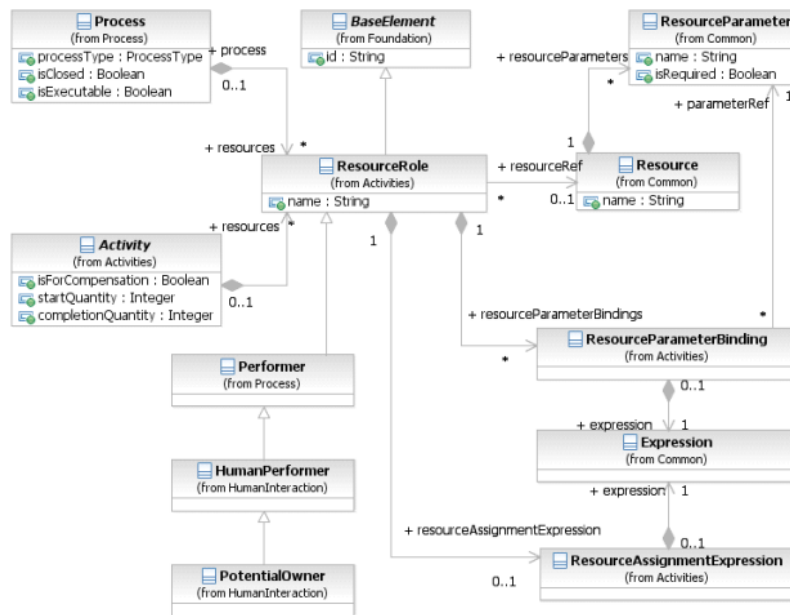 Process
(from Process)
processType : ProcessType
isClosed : Boolean
isExecutable : Boolean
+ process
0..1
BaseElement
(from Foundation)
id : String
+ resourceParameters
*
ResourceParameter
(from Common)
name : String
isRequired : Boolean
1
+ parameterRef
+ resources
*
ResourceRole
(from Activities)
name : String
+ resourceRef
*
0..1
1
Resource
(from Common)
name : String
+ resources
*
Activity
(from Activities)
isForCompensation : Boolean
startQuantity : Integer
completionQuantity : Integer
0..1
1
1
+ resourceParameterBindings
*
*
ResourceParameterBinding
(from Activities)
0..1
+ expression
1
Performer
(from Process)
Expression
(from Common)
+ expression
1
HumanPerformer
(from HumanInteraction)
+ resourceAssignmentExpression
0..1
0..1
ResourceAssignmentExpression
(from Activities)
PotentialOwner
(from HumanInteraction)